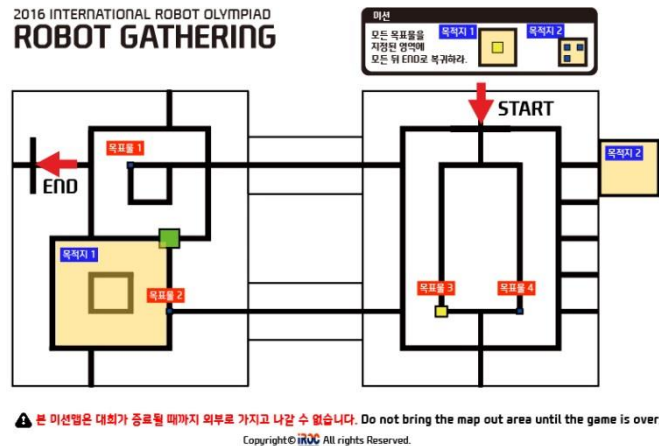 2016 INTERNATIONAL ROBOT OLYMPIAD
ROBOT GATHERING
미션
모든 목표물을
지정된 영역에
모은 뒤 END로 복귀하라.
목적지 1
목적지 2
START
목표물 1
목적지 2
END
목적지 1
목표물 2
목표물 3
목표물 4
본 미션맵은 대회가 종료될 때까지 외부로 가지고 나갈 수 없습니다. Do not bring the map out area until the game is over
Copyright© IROC All rights Reserved.